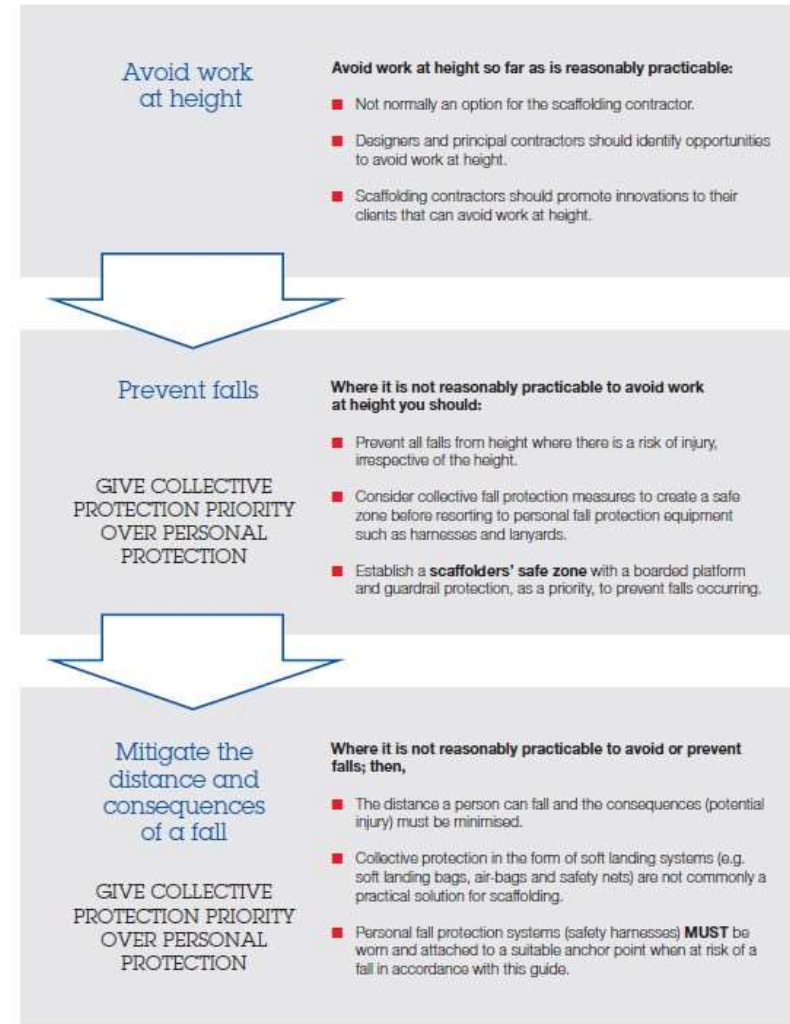 Avoid work
at height
Avoid work at height so far as is reasonably practicable:
■ Not normally an option for the scaffolding contractor.
■ Designers and principal contractors should identify opportunities
to avoid work at height.
■ Scaffolding contractors should promote innovations to their
clients that can avoid work at height.
Prevent falls
GIVE COLLECTIVE
PROTECTION PRIORITY
OVER PERSONAL
PROTECTION
Where it is not reasonably practicable to avoid work
at height you should:
■ Prevent all falls from height where there is a risk of injury,
irrespective of the height.
■ Consider collective fall protection measures to create a safe
zone before resorting to personal fall protection equipment
such as harnesses and lanyards.
■ Establish a scaffolders' safe zone with a boarded platform
and guardrail protection, as a priority, to prevent falls occurring.
Mitigate the
distance and
consequences
of a fall
GIVE COLLECTIVE
PROTECTION PRIORITY
OVER PERSONAL
PROTECTION
Where it is not reasonably practicable to avoid or prevent
falls; then,
■ The distance a person can fall and the consequences (potential
injury) must be minimised.
■ Collective protection in the form of soft landing systems (e.g.
soft landing bags, air-bags and safety nets) are not commonly a
practical solution for scaffolding.
■ Personal fall protection systems (safety harnesses) MUST be
worn and attached to a suitable anchor point when at risk of a
fall in accordance with this guide.